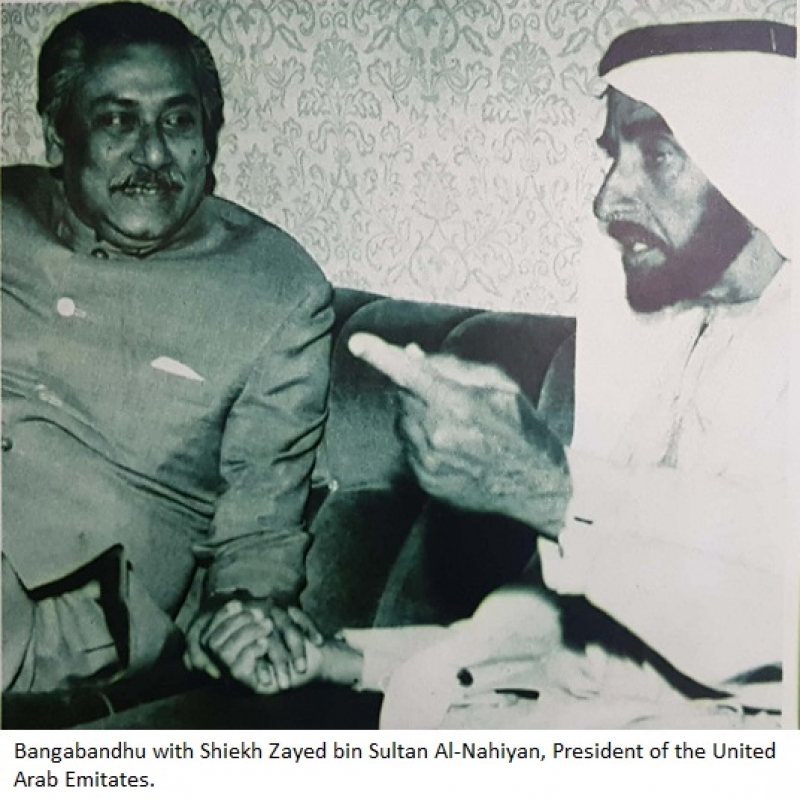 Bangabandhu with Shiekh Zayed bin Sultan Al-Nahiyan, President of the United
Arab Emitates.